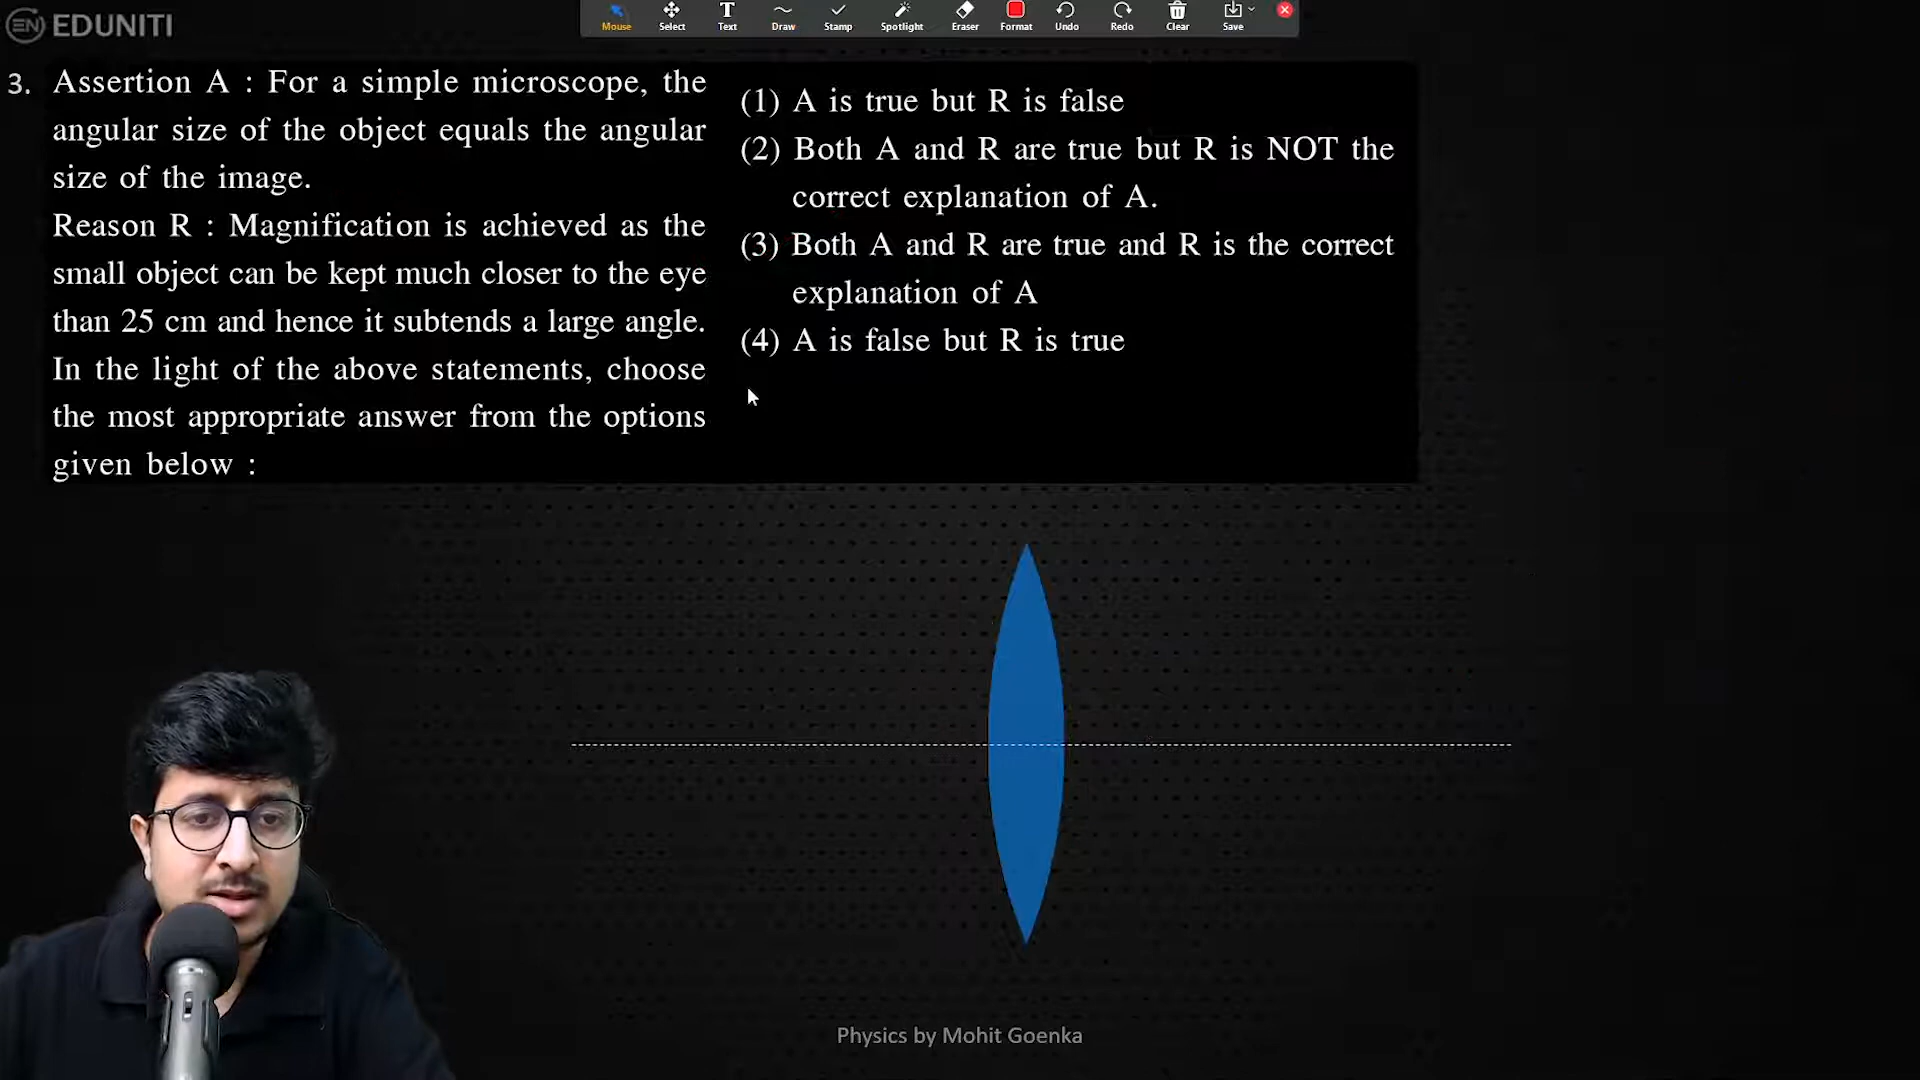 EN EDUNITI
Mouse Select Text Draw Stamp Spotlight Eraser Format Undo Redo Clear Save
3. Assertion A : For a simple microscope, the
angular size of the object equals the angular
size of the image.
Reason R : Magnification is achieved as the
small object can be kept much closer to the eye
than 25 cm and hence it subtends a large angle.
In the light of the above statements, choose
the most appropriate answer from the options
given below :
(1) A is true but R is false
(2) Both A and R are true but R is NOT the
correct explanation of A.
(3) Both A and R are true and R is the correct
explanation of A
(4) A is false but R is true
Physics by Mohit Goenka